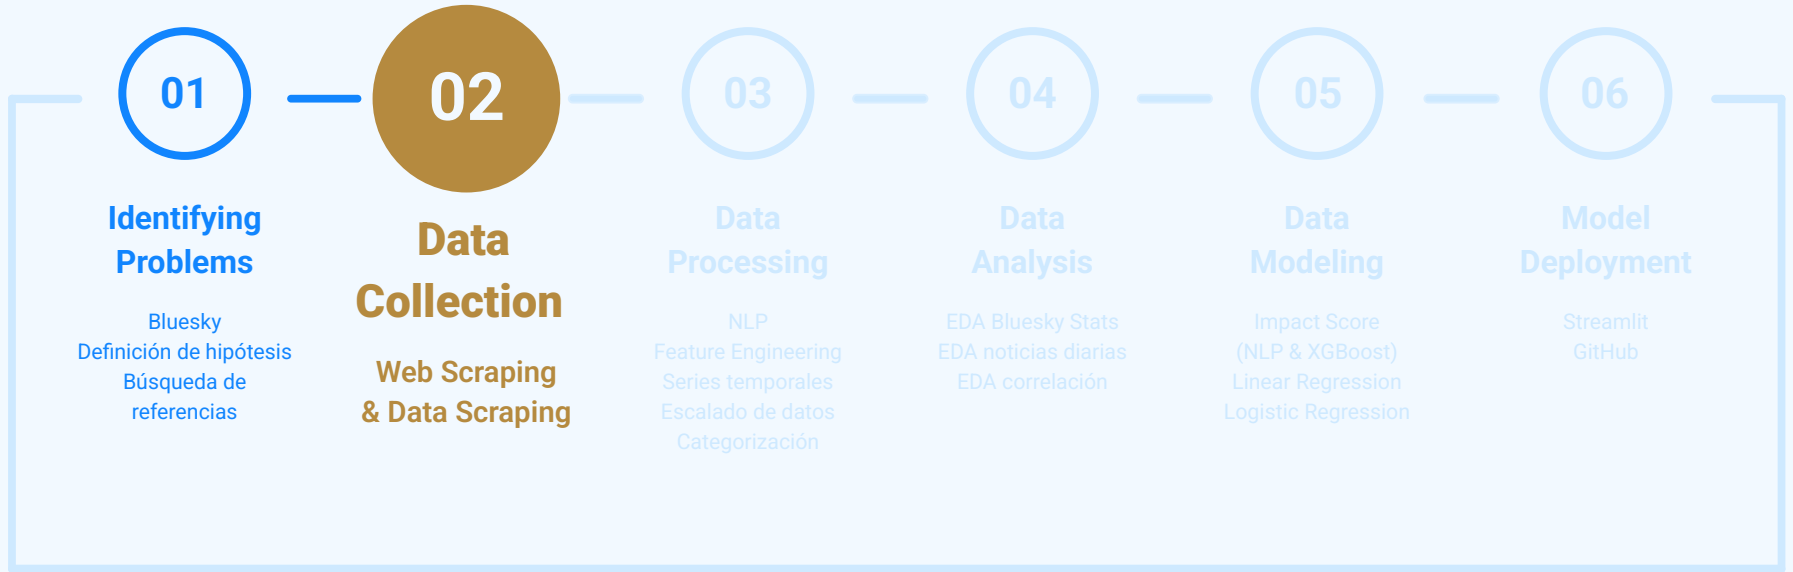 01
Identifying
Problems
Bluesky
Definición de hipótesis
Búsqueda de
referencias
02
Data
Collection
Web Scraping
& Data Scraping
03
Data
Processing
NLP
Feature Engineering
Series temporales
Escalado de datos
Categorización
04
Data
Analysis
EDA Bluesky Stats
EDA noticias diarias
EDA correlación
05
Data
Modeling
Impact Score
(NLP & XGBoost)
Linear Regression
Logistic Regression
06
Model
Deployment
Streamlit
GitHub